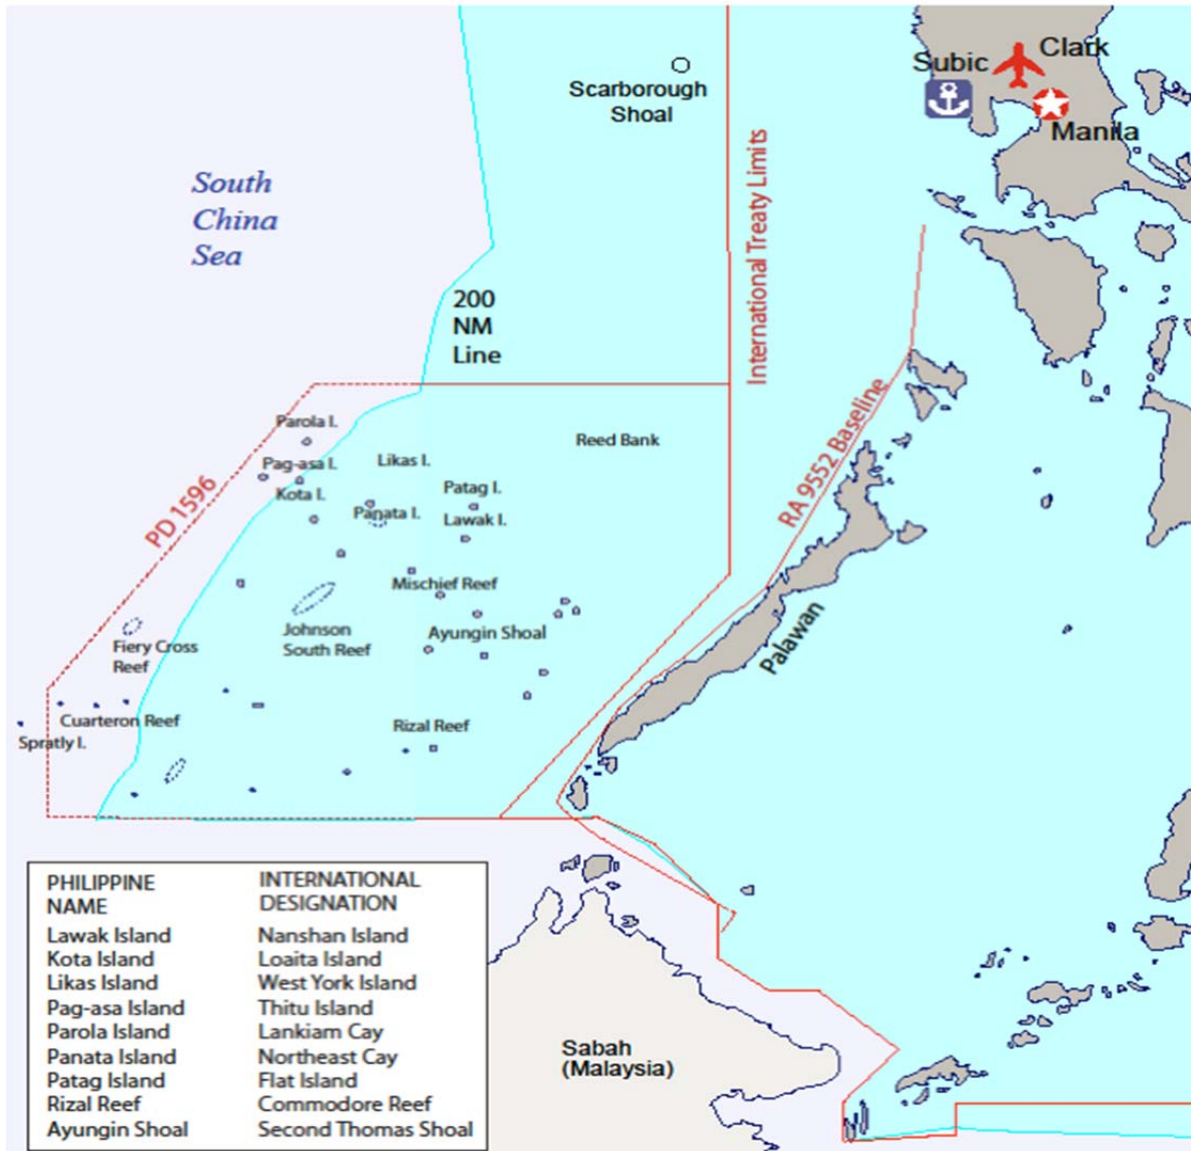 Clark
Subic
Manila
Scarborough
Shoal
South
China
Sea
International Treaty Limits
200
NM
Line
RA 9552 Baseline
Parola I.
Reed Bank
Pag-asa I.
Likas I.
Kota I.
Patag I.
Panata I.
Lawak I.
PD 1596
Mischief Reef
Johnson
South Reef
Ayungin Shoal
Palawan
Fiery Cross
Reef
Cuarteron Reef
Rizal Reef
Spratly I.
PHILIPPINE
NAME
INTERNATIONAL
DESIGNATION
Lawak Island Nanshan Island
Kota Island Loaita Island
Likas Island West York Island
Pag-asa Island Thitu Island
Parola Island Lankiam Cay
Panata Island Northeast Cay
Patag Island Flat Island
Rizal Reef Commodore Reef
Ayungin Shoal Second Thomas Shoal
Sabah
(Malaysia)